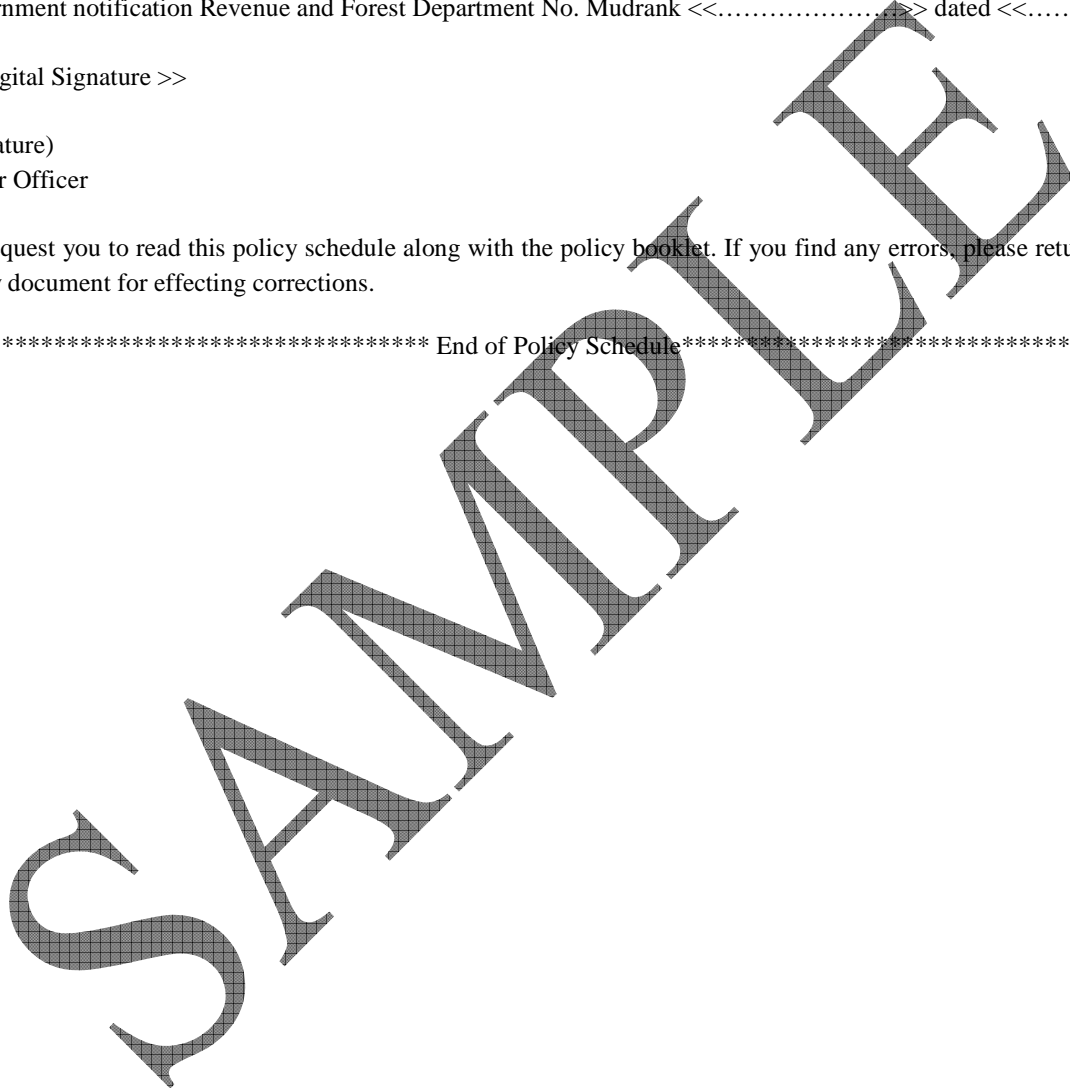 rnment notification Revenue and Forest Department No. Mudrank <<…………………>> dated <<……
gital Signature >>
ature)
r Officer
quest you to read this policy schedule along with the policy booklet. If you find any errors, please retu
y document for effecting corrections.
********************************* End of Policy Schedule******************************
SAMPLE